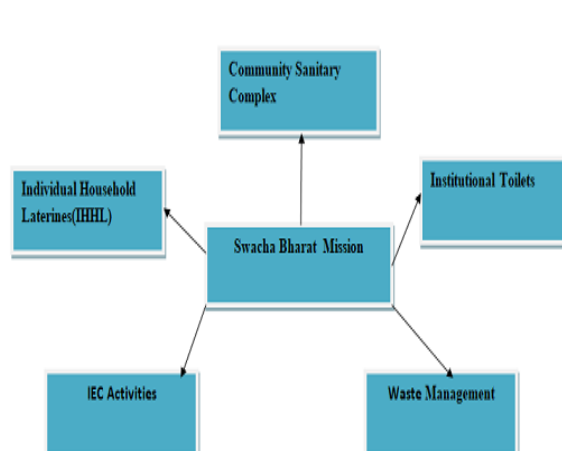 Community Sanitary
Complex
Individual Household
Laterines(IHHL)
Institutional Toilets
Swacha Bharat Mission
IEC Activities
Waste Management